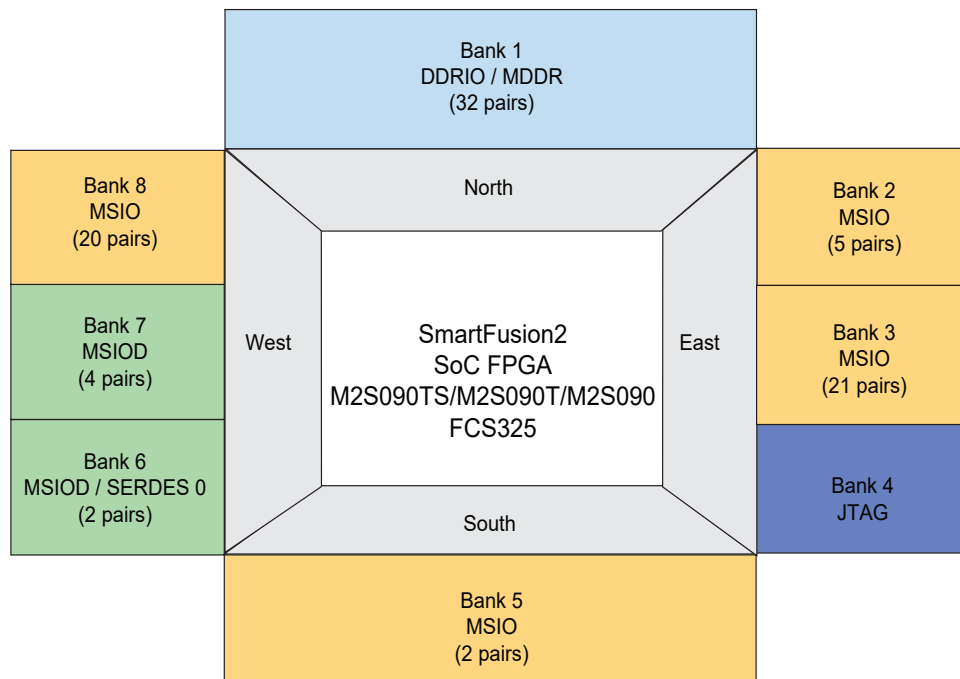 Bank 1
DDRIO / MDDR
(32 pairs)
Bank 8
MSIO
(20 pairs)
North
Bank 2
MSIO
(5 pairs)
Bank 7
MSIOD
(4 pairs)
West
SmartFusion2
SoC FPGA
M2S090TS/M2S090T/M2S090
FCS325
East
Bank 3
MSIO
(21 pairs)
Bank 6
MSIOD / SERDES 0
(2 pairs)
South
Bank 4
JTAG
Bank 5
MSIO
(2 pairs)